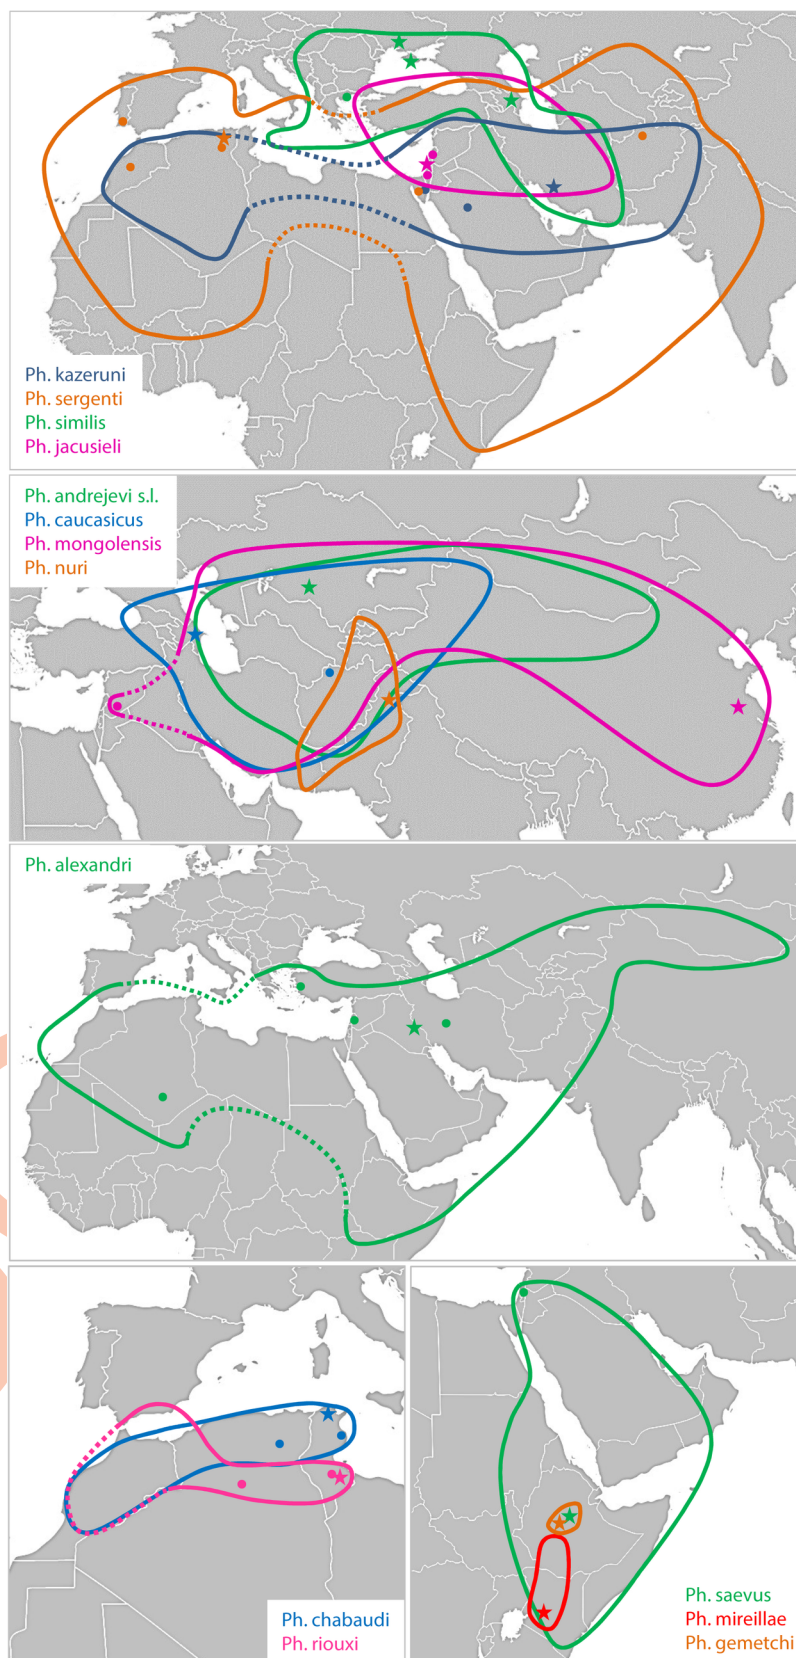 Ph. kazeruni
Ph. sergenti
Ph. similis
Ph. jacusieli
Ph. andrejevi s.l.
Ph. caucasicus
Ph. mongolensis
Ph. nuri
Ph. alexandri
Ph. chabaudi
Ph. riouxi
Ph. saevus
Ph. mireillae
Ph. gemetchi